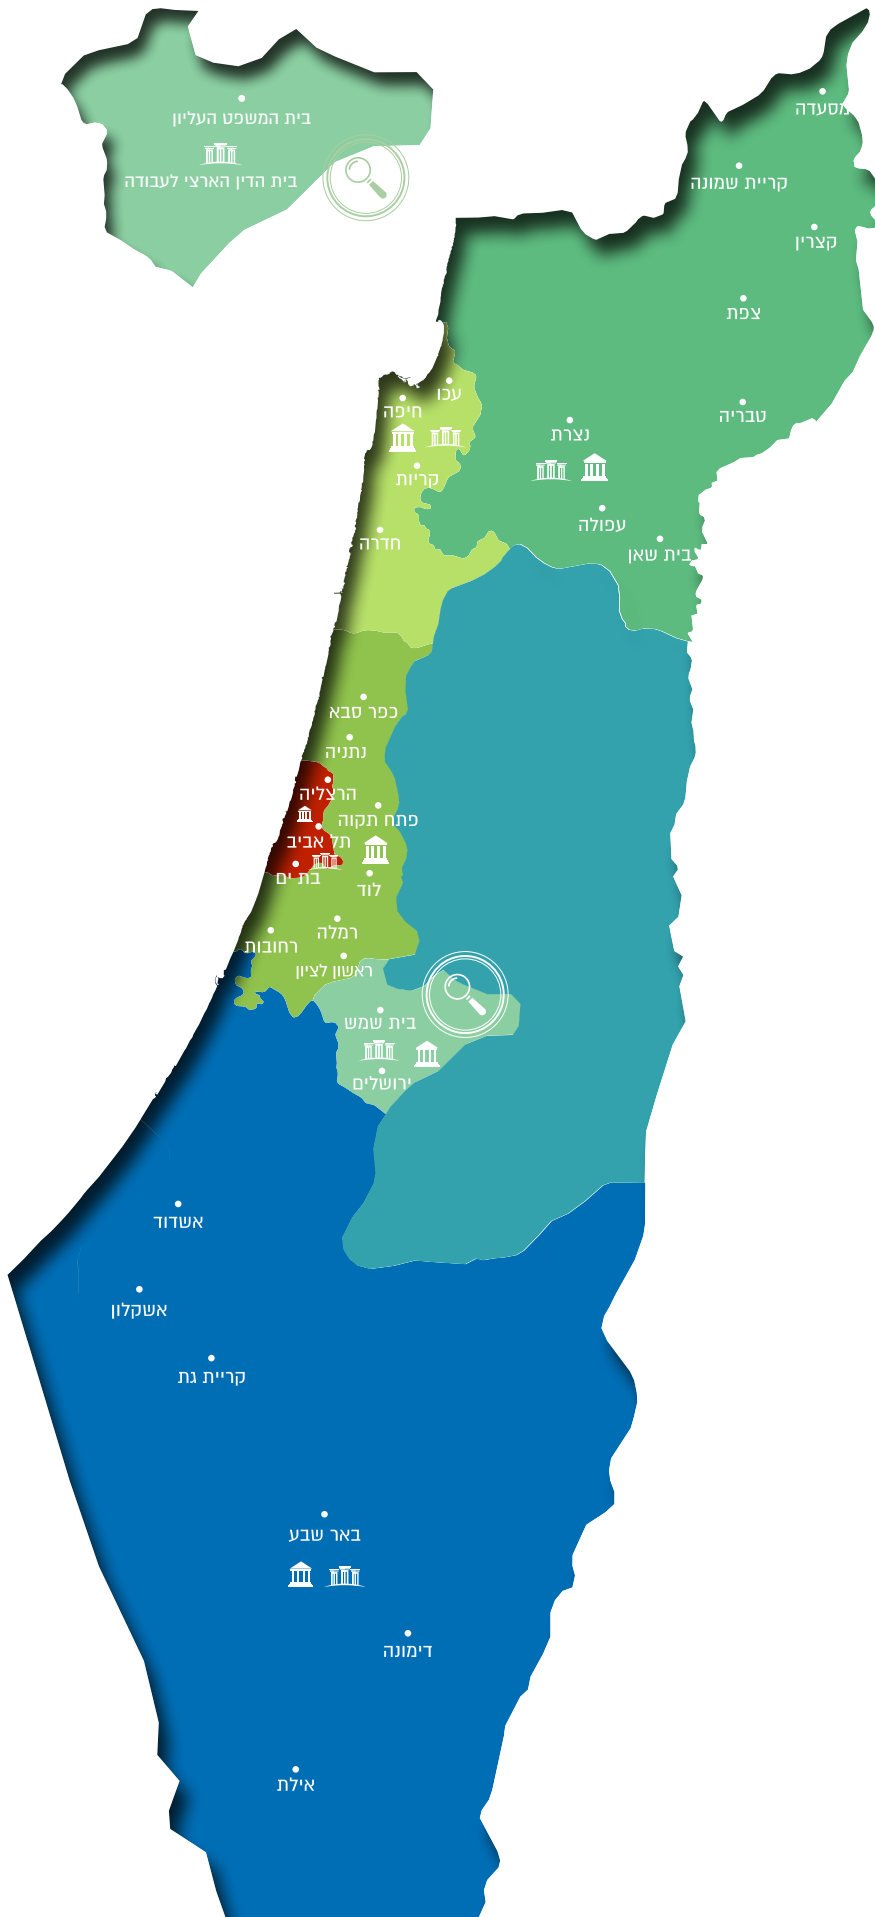 בית המשפט העליון
בית הדין הארצי לעבודה
מסעדה
קריית שמונה
קצרין
צפת
טבריה
עכו
חיפה
נצרת
קריות
עפולה
חדרה
בית שאן
כפר סבא
נתניה
הרצליה
פתח תקוה
תל אביב
בת ים
לוד
רמלה
רחובות
ראשון לציון
בית שמש
ירושלים
אשדוד
אשקלון
קריית גת
באר שבע
דימונה
אילת